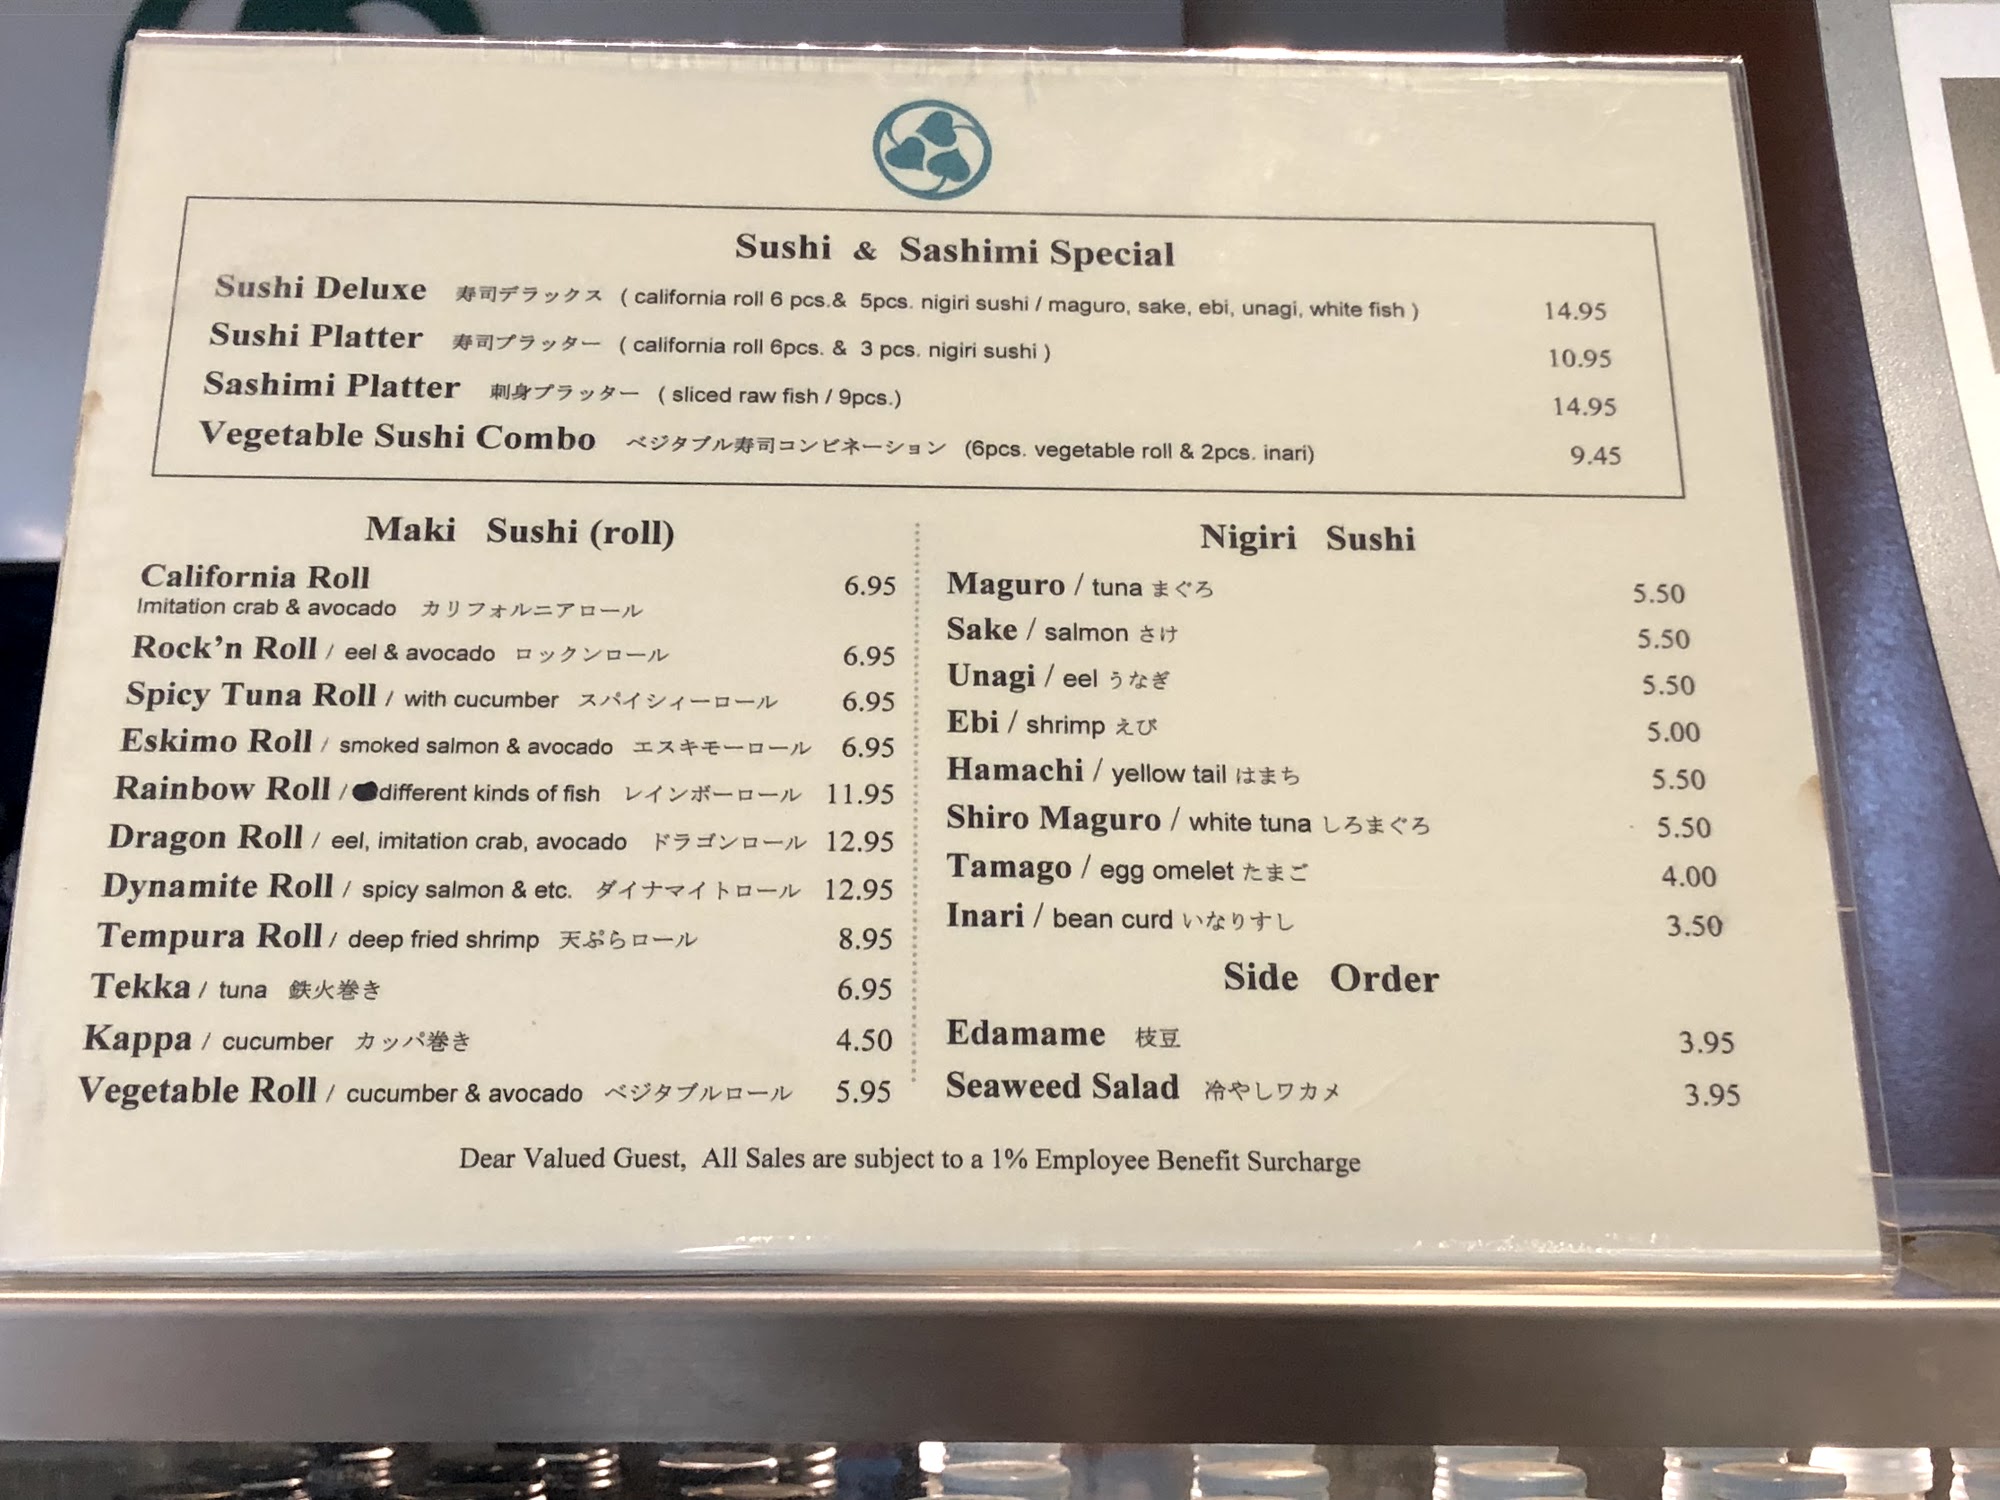 Sushi & Sashimi Special
Sushi Deluxe 寿司デラックス ( california roll 6 pcs.& 5pcs. nigiri sushi / maguro, sake, ebi, unagi, white fish ) 14.95
Sushi Platter 寿司プラッター ( california roll 6pcs. & 3 pcs. nigiri sushi ) 10.95
Sashimi Platter 刺身プラッター ( sliced raw fish / 9pcs.) 14.95
Vegetable Sushi Combo ベジタブル寿司コンビネーション (6pcs. vegetable roll & 2pcs. inari) 9.45
Maki Sushi (roll)
California Roll 6.95
Imitation crab & avocado カリフォルニアロール
Rock'n Roll / eel & avocado ロックンロール 6.95
Spicy Tuna Roll / with cucumber スパイシィーロール 6.95
Eskimo Roll / smoked salmon & avocado エスキモーロール 6.95
Rainbow Roll / different kinds of fish レインボーロール 11.95
Dragon Roll / eel, imitation crab, avocado ドラゴンロール 12.95
Dynamite Roll / spicy salmon & etc. ダイナマイトロール 12.95
Tempura Roll / deep fried shrimp 天ぷらロール 8.95
Tekka / tuna 鉄火巻き 6.95
Kappa / cucumber カッパ巻き 4.50
Vegetable Roll / cucumber & avocado ベジタブルロール 5.95
Nigiri Sushi
Maguro / tuna まぐろ 5.50
Sake / salmon さけ 5.50
Unagi / eel うなぎ 5.50
Ebi / shrimp えび 5.00
Hamachi / yellow tail はまち 5.50
Shiro Maguro / white tuna しろまぐろ 5.50
Tamago / egg omelet たまご 4.00
Inari / bean curd いなりすし 3.50
Side Order
Edamame 枝豆 3.95
Seaweed Salad 冷やしワカメ 3.95
Dear Valued Guest, All Sales are subject to a 1% Employee Benefit Surcharge